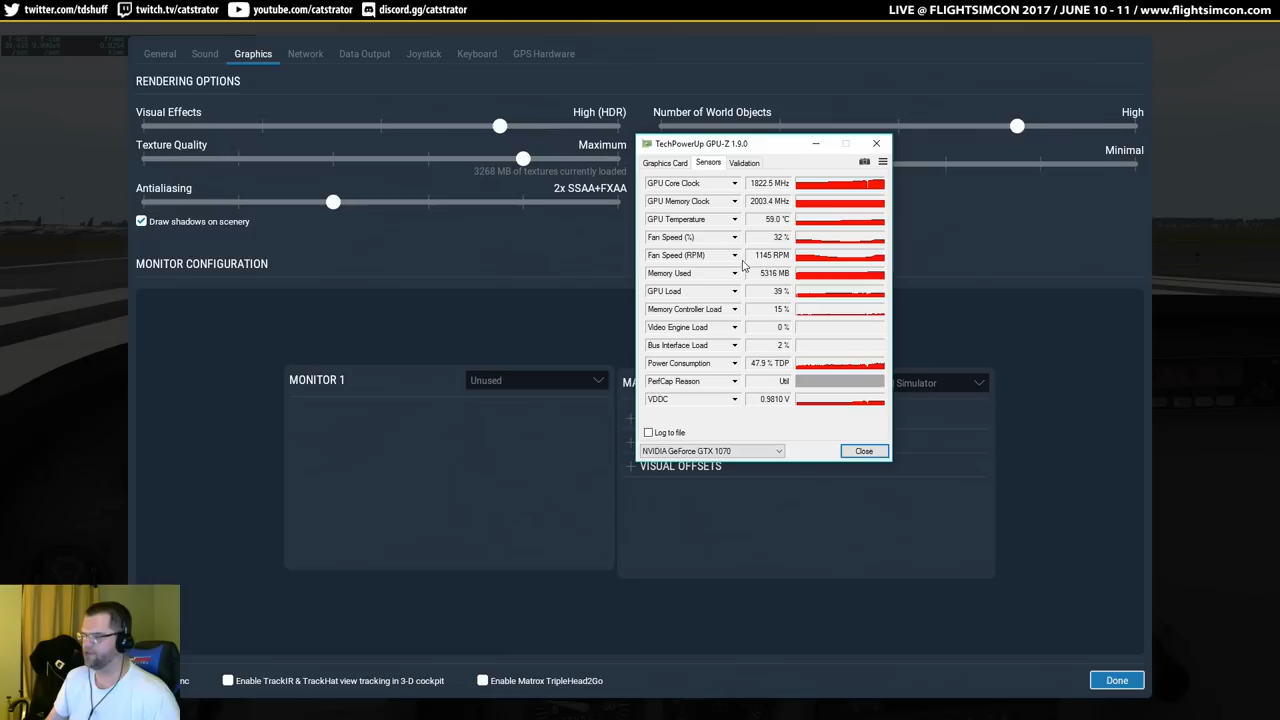 twitter.com/tdshuff
twitch.tv/catstrator
youtube.com/catstrator
discord.gg/catstrator
LIVE @ FLIGHTSIMCON 2017 / JUNE 10 - 11 / www.flightsimcon.com
General Sound Graphics Network Data Output Joystick Keyboard GPS Hardware
RENDERING OPTIONS
Visual Effects High (HDR)
Texture Quality Maximum
3268 MB of textures currently loaded
Antialiasing 2x SSAA+FXAA
Draw shadows on scenery
Number of World Objects High
Minimal
MONITOR CONFIGURATION
MONITOR 1 Unused
Simulator
VISUAL OFFSETS
TechPowerUp GPU-Z 1.9.0
Graphics Card Sensors Validation
GPU Core Clock 1822.5 MHz
GPU Memory Clock 2003.4 MHz
GPU Temperature 59.0 °C
Fan Speed (%) 32 %
Fan Speed (RPM) 1145 RPM
Memory Used 5316 MB
GPU Load 39 %
Memory Controller Load 15 %
Video Engine Load 0 %
Bus Interface Load 2 %
Power Consumption 47.9 % TDP
PerfCap Reason Util
VDDC 0.9810 V
Log to file
NVIDIA GeForce GTX 1070 Close
Enable TrackIR & TrackHat view tracking in 3-D cockpit
Enable Matrox TripleHead2Go
Done